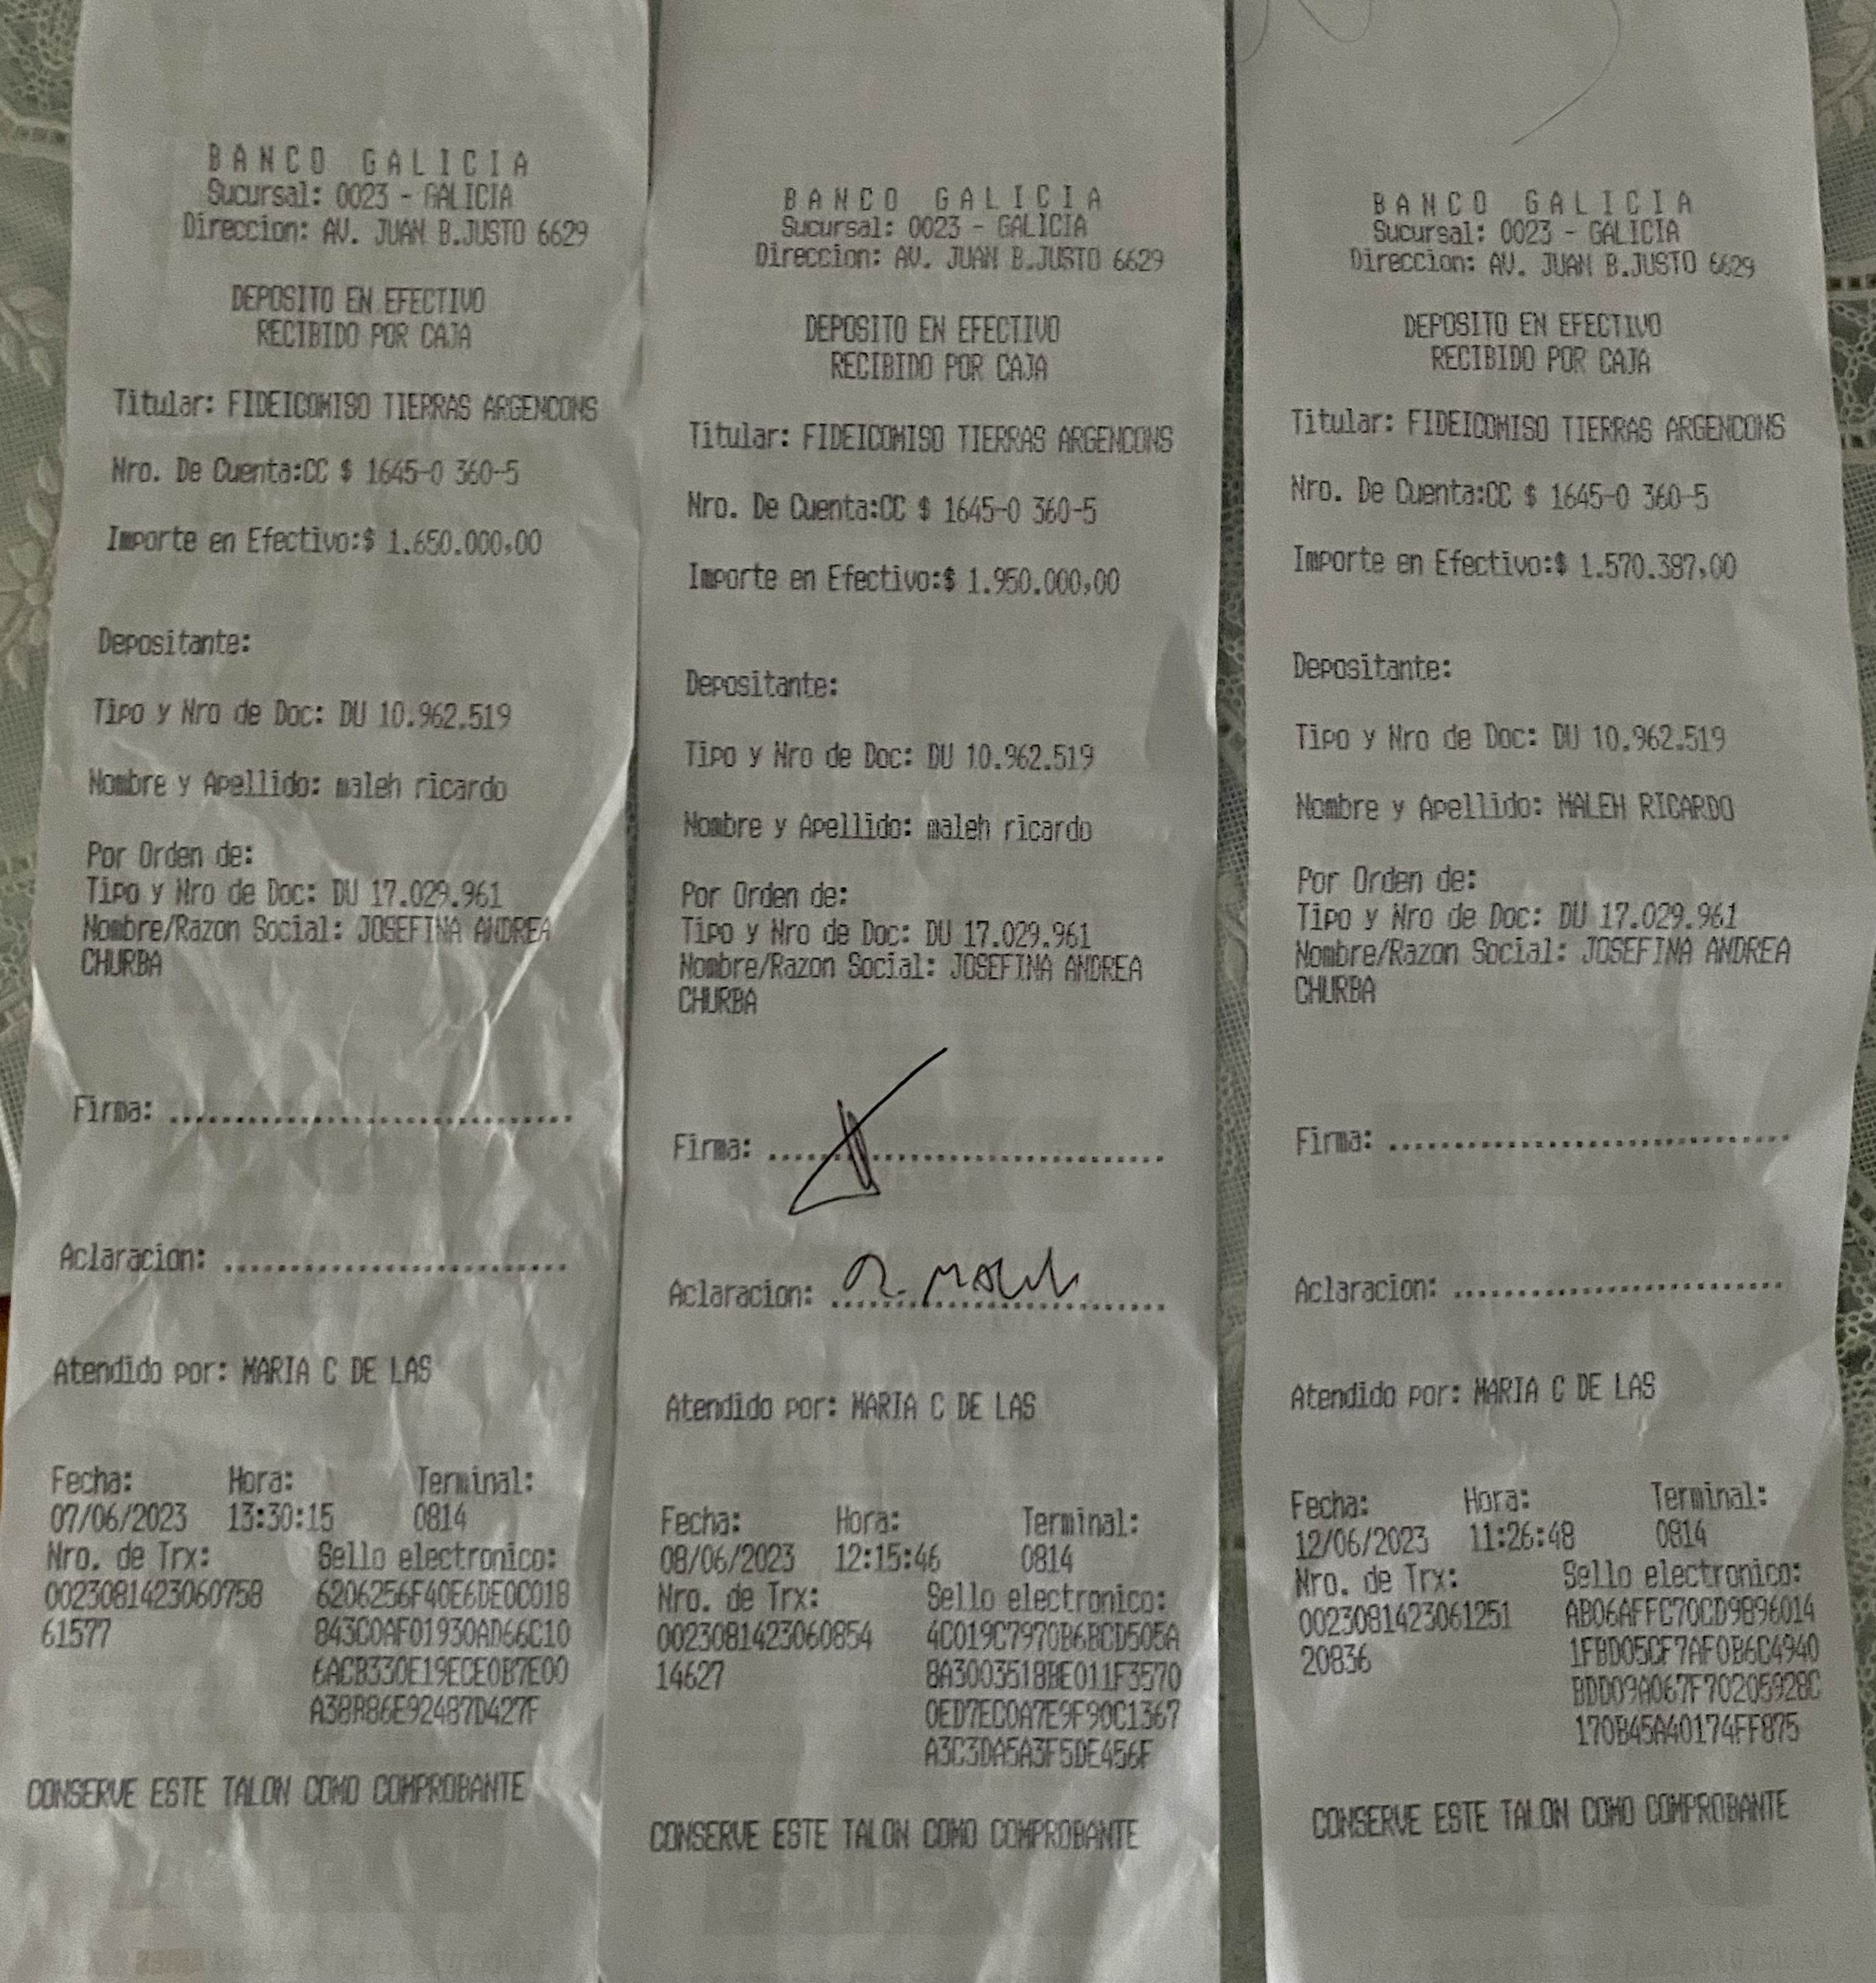 BANCO GALICIA
Sucursal: 0023 - GALICIA
Direccion: AV. JUAN B.JUSTO 6629
DEPOSITO EN EFECTIVO
RECIBIDO POR CAJA
Titular: FIDEICOMISO TIERRAS ARGENCONS
Nro. De Cuenta:CC $ 1645-0 360-5
Importe en Efectivo:$ 1.650.000,00
Depositante:
Tipo y Nro de Doc: DU 10.962.519
Nombre y Apellido: maleh ricardo
Por Orden de:
Tipo y Nro de Doc: DU 17.029.961
Nombre/Razon Social: JOSEFINA ANDREA
CHURBA
Firma:
Aclaracion:
Atendido por: MARIA C DE LAS
Fecha: Hora: Terminal:
07/06/2023 13:30:15 0814
Nro. de Trx: Sello electronico:
0023081423060758 6206256F40E6DE0C01B
61577 843C0AF01930AD66C10
6ACB330E19ECE0B7E00
A3BR86E92487D427F
CONSERVE ESTE TALON COMO COMPROBANTE
BANCO GALICIA
Sucursal: 0023 - GALICIA
Direccion: AV. JUAN B.JUSTO 6629
DEPOSITO EN EFECTIVO
RECIBIDO POR CAJA
Titular: FIDEICOMISO TIERRAS ARGENCONS
Nro. De Cuenta:CC $ 1645-0 360-5
Importe en Efectivo:$ 1.950.000,00
Depositante:
Tipo y Nro de Doc: DU 10.962.519
Nombre y Apellido: maleh ricardo
Por Orden de:
Tipo y Nro de Doc: DU 17.029.961
Nombre/Razon Social: JOSEFINA ANDREA
CHURBA
Firma:
Aclaracion: R. MALEH
Atendido por: MARIA C DE LAS
Fecha: Hora: Terminal:
08/06/2023 12:15:46 0814
Nro. de Trx: Sello electronico:
0023081423060854 4C019C7970B6BCD505A
14627 8A3003518BE011F3570
0ED7EC0A7E9F90C1367
A3C3DA5A3F5DE456F
CONSERVE ESTE TALON COMO COMPROBANTE
BANCO GALICIA
Sucursal: 0023 - GALICIA
Direccion: AV. JUAN B.JUSTO 6629
DEPOSITO EN EFECTIVO
RECIBIDO POR CAJA
Titular: FIDEICOMISO TIERRAS ARGENCONS
Nro. De Cuenta:CC $ 1645-0 360-5
Importe en Efectivo:$ 1.570.387,00
Depositante:
Tipo y Nro de Doc: DU 10.962.519
Nombre y Apellido: MALEH RICARDO
Por Orden de:
Tipo y Nro de Doc: DU 17.029.961
Nombre/Razon Social: JOSEFINA ANDREA
CHURBA
Firma:
Aclaracion:
Atendido por: MARIA C DE LAS
Fecha: Hora: Terminal:
12/06/2023 11:26:48 0814
Nro. de Trx: Sello electronico:
0023081423061251 AB06AFFC70CD9896014
20836 1FBD05CF7AF0B6C4940
BDD09A067F70205928C
170B45A40174FF875
CONSERVE ESTE TALON COMO COMPROBANTE